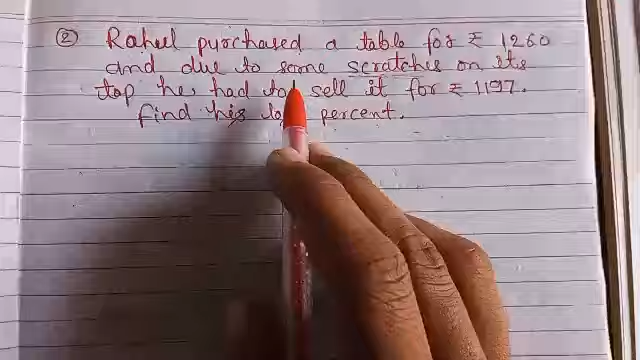 ② Rahul purchased a table for ₹ 1260
and due to some scratches on its
top he had to sell it for ₹ 1197.
find his percent.